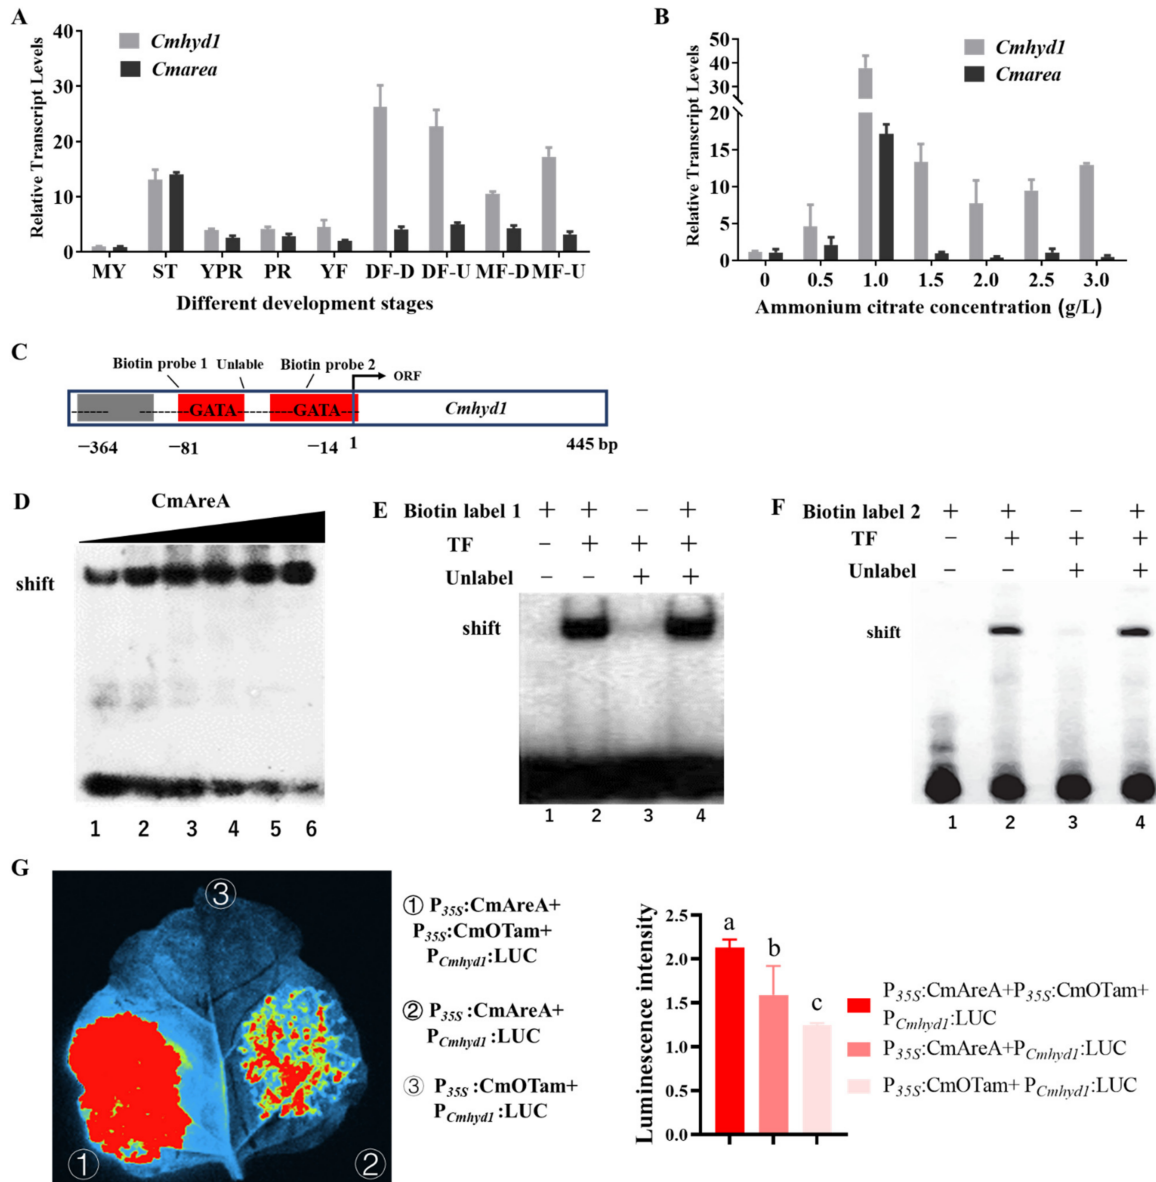 A
Relative Transcript Levels
40
30
20
10
0
Cmhyd1
Cmarea
MY ST YPR PR YF DF-D DF-U MF-D MF-U
Different development stages
B
Relative Transcript Levels
50
40
30
20
15
10
5
0
Cmhyd1
Cmarea
0 0.5 1.0 1.5 2.0 2.5 3.0
Ammonium citrate concentration (g/L)
C
Biotin probe 1 Unlable Biotin probe 2
ORF
GATA GATA Cmhyd1
−364 −81 −14 1 445 bp
D
CmAreA
shift
1 2 3 4 5 6
E
Biotin label 1 + + − +
TF − + + +
Unlabel − − + +
shift
1 2 3 4
F
Biotin label 2 + + − +
TF − + + +
Unlabel − − + +
shift
1 2 3 4
G
③
① ②
① P35S:CmAreA+
P35S:CmOTam+
PCmhyd1:LUC
② P35S:CmAreA+
PCmhyd1:LUC
③ P35S:CmOTam+
PCmhyd1:LUC
Luminescence intensity
2.5
2.0
1.5
1.0
0.5
0.0
a
b
c
P35S:CmAreA+P35S:CmOTam+
PCmhyd1:LUC
P35S:CmAreA+PCmhyd1:LUC
P35S:CmOTam+ PCmhyd1:LUC